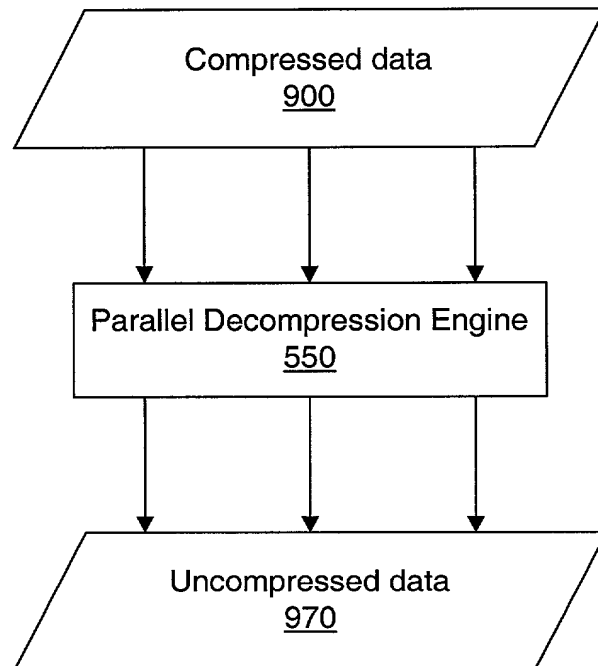 Compressed data
900
Parallel Decompression Engine
550
Uncompressed data
970